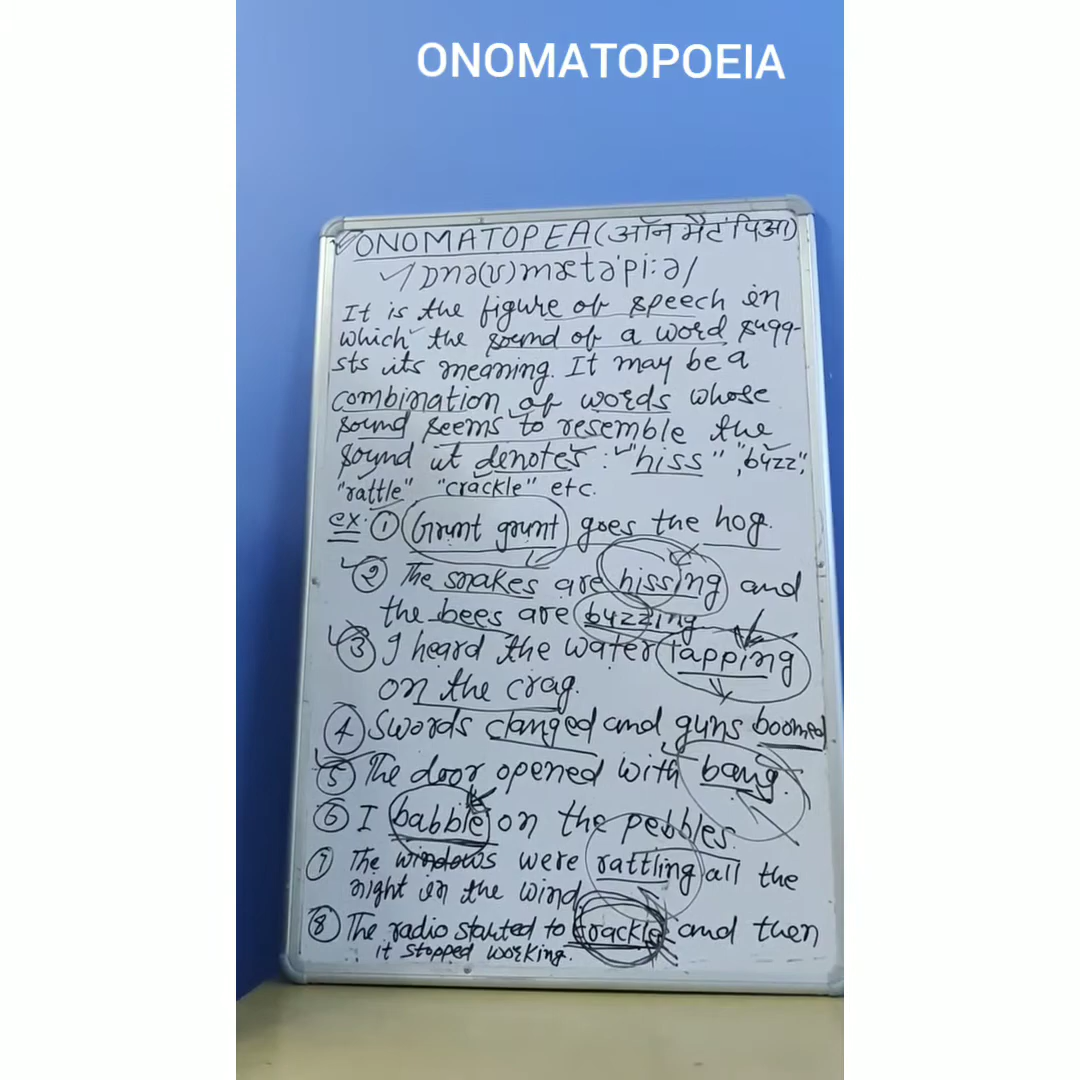 ONOMATOPOEIA
ONOMATOPEA (ऑनमैटंपिआ)
/ɒnə(ʊ)mætə'pi:ə/
It is the figure of speech in
which the sound of a word sugg-
sts its meaning. It may be a
combination of words whose
sound seems to resemble the
sound it denotes : "hiss" "buzz",
"rattle" "crackle" etc.
ex. ① Grunt grunt goes the hog.
② The snakes are hissing and
the bees are buzzing
③ I heard the water tapping
on the crag.
④ Swords clanged and guns boomed
⑤ The door opened with bang.
⑥ I babble on the pebbles.
⑦ The windows were rattling all the
night in the wind.
⑧ The radio started to crackle and then
it stopped working.